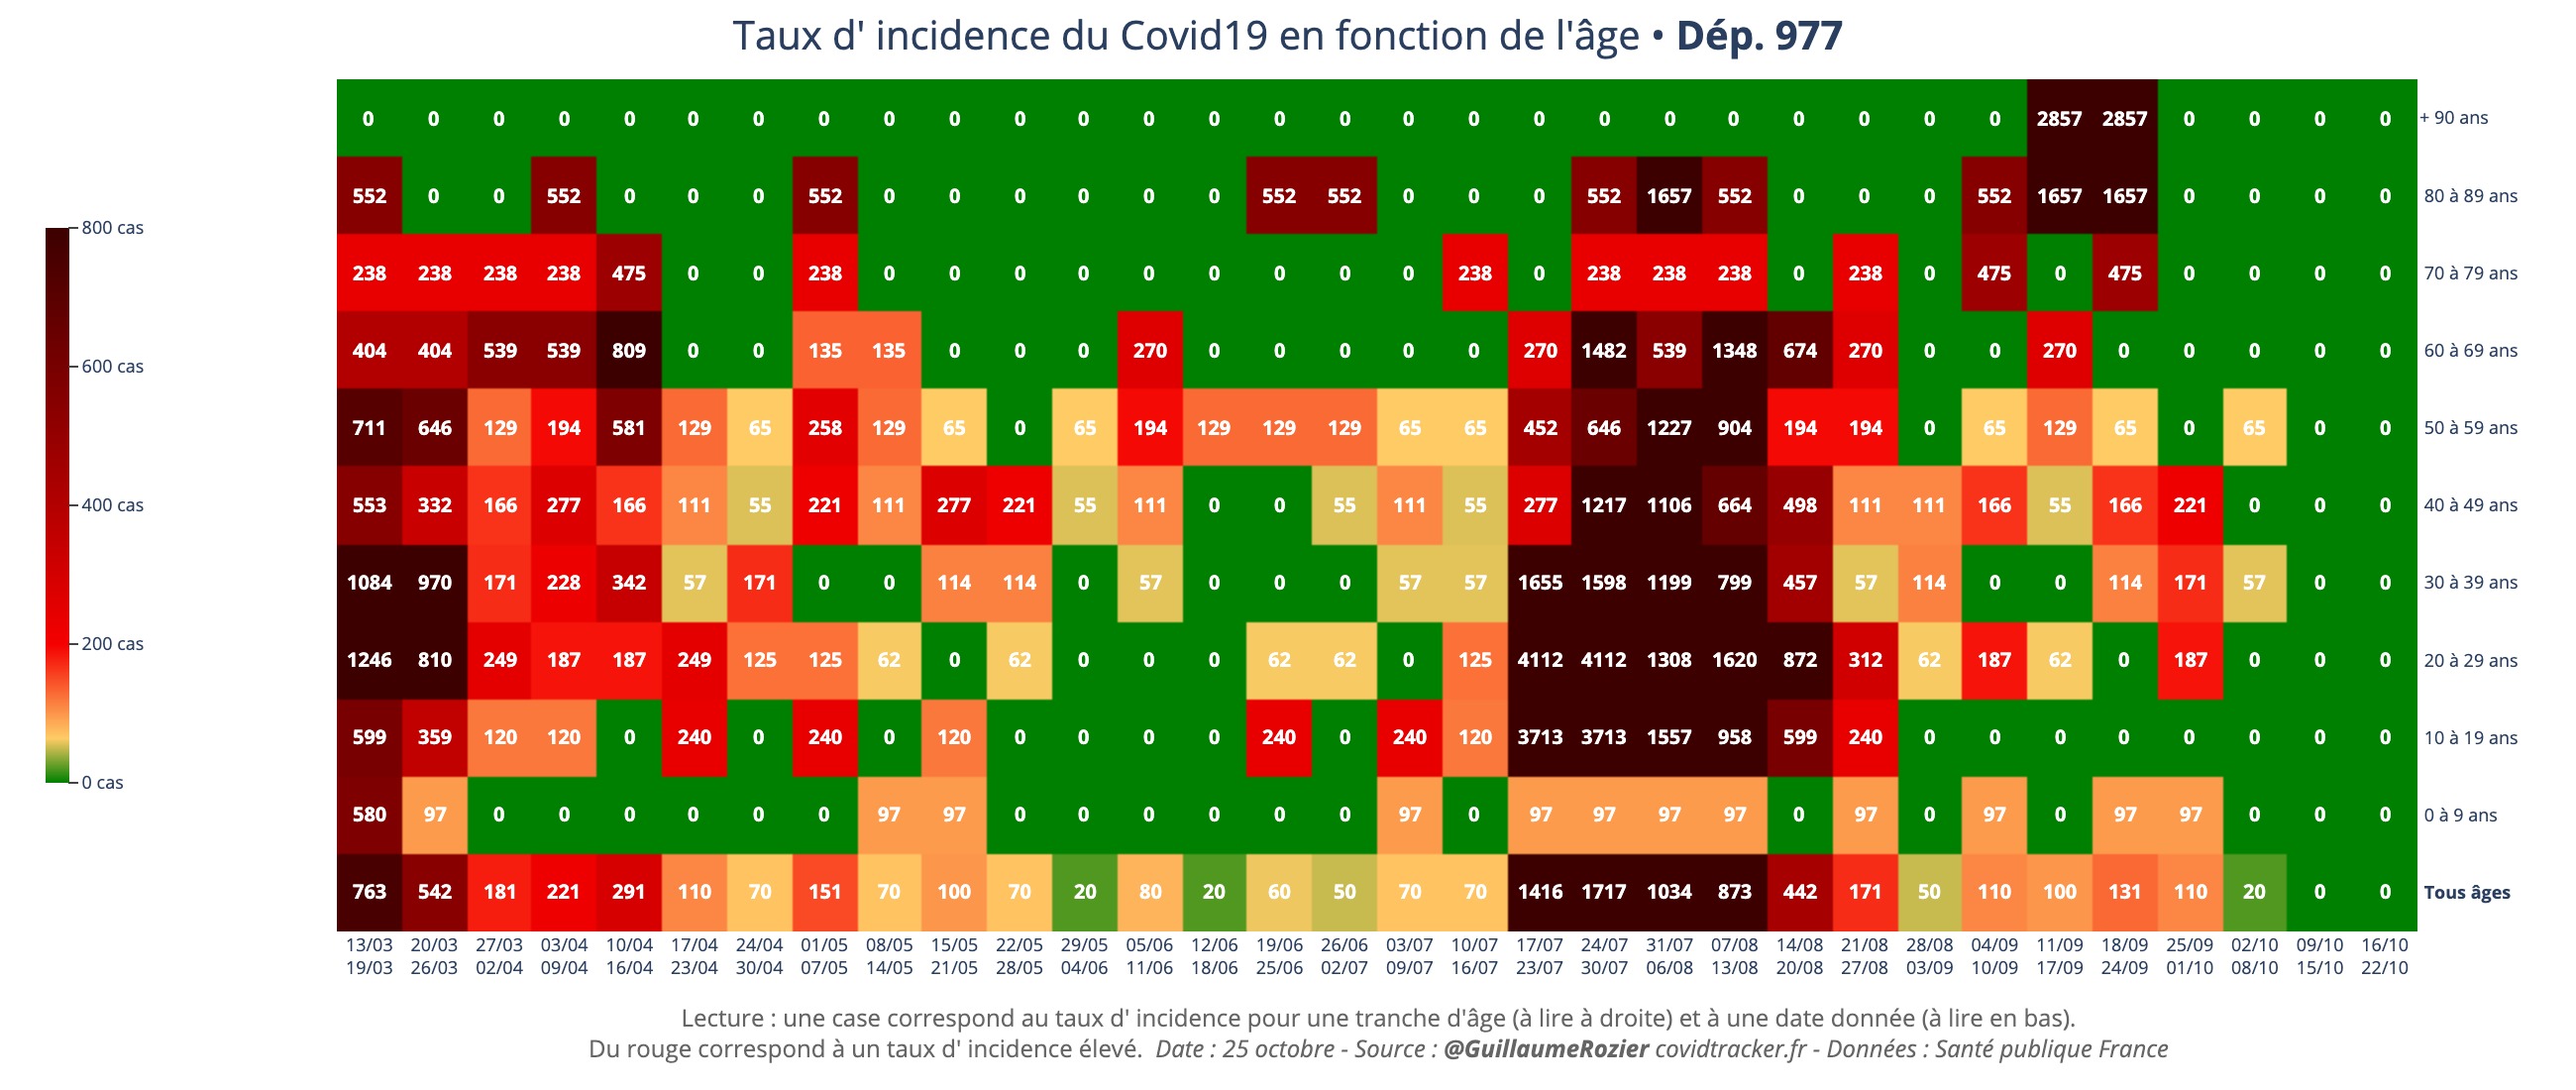 Taux d' incidence du Covid19 en fonction de l'âge • Dép. 977
0 0 0 0 0 0 0 0 0 0 0 0 0 0 0 0 0 0 0 0 0 0 0 0 0 0 2857 2857 0 0 0 0 + 90 ans
552 0 0 552 0 0 0 552 0 0 0 0 0 0 552 552 0 0 0 552 1657 552 0 0 0 552 1657 1657 0 0 0 0 80 à 89 ans
800 cas
238 238 238 238 475 0 0 238 0 0 0 0 0 0 0 0 0 238 0 238 238 238 0 238 0 475 0 475 0 0 0 0 70 à 79 ans
404 404 539 539 809 0 0 135 135 0 0 0 270 0 0 0 0 0 270 1482 539 1348 674 270 0 0 270 0 0 0 0 0 60 à 69 ans
600 cas
711 646 129 194 581 129 65 258 129 65 0 65 194 129 129 129 65 65 452 646 1227 904 194 194 0 65 129 65 0 65 0 0 50 à 59 ans
400 cas
553 332 166 277 166 111 55 221 111 277 221 55 111 0 0 55 111 55 277 1217 1106 664 498 111 111 166 55 166 221 0 0 0 40 à 49 ans
1084 970 171 228 342 57 171 0 0 114 114 0 57 0 0 0 57 57 1655 1598 1199 799 457 57 114 0 0 114 171 57 0 0 30 à 39 ans
200 cas
1246 810 249 187 187 249 125 125 62 0 62 0 0 0 62 62 0 125 4112 4112 1308 1620 872 312 62 187 62 0 187 0 0 0 20 à 29 ans
599 359 120 120 0 240 0 240 0 120 0 0 0 0 240 0 240 120 3713 3713 1557 958 599 240 0 0 0 0 0 0 0 0 10 à 19 ans
0 cas
580 97 0 0 0 0 0 0 97 97 0 0 0 0 0 0 97 0 97 97 97 97 0 97 0 97 0 97 97 0 0 0 0 à 9 ans
763 542 181 221 291 110 70 151 70 100 70 20 80 20 60 50 70 70 1416 1717 1034 873 442 171 50 110 100 131 110 20 0 0 Tous âges
13/03 20/03 27/03 03/04 10/04 17/04 24/04 01/05 08/05 15/05 22/05 29/05 05/06 12/06 19/06 26/06 03/07 10/07 17/07 24/07 31/07 07/08 14/08 21/08 28/08 04/09 11/09 18/09 25/09 02/10 09/10 16/10
19/03 26/03 02/04 09/04 16/04 23/04 30/04 07/05 14/05 21/05 28/05 04/06 11/06 18/06 25/06 02/07 09/07 16/07 23/07 30/07 06/08 13/08 20/08 27/08 03/09 10/09 17/09 24/09 01/10 08/10 15/10 22/10
Lecture : une case correspond au taux d' incidence pour une tranche d'âge (à lire à droite) et à une date donnée (à lire en bas).
Du rouge correspond à un taux d' incidence élevé. Date : 25 octobre - Source : @GuillaumeRozier covidtracker.fr - Données : Santé publique France